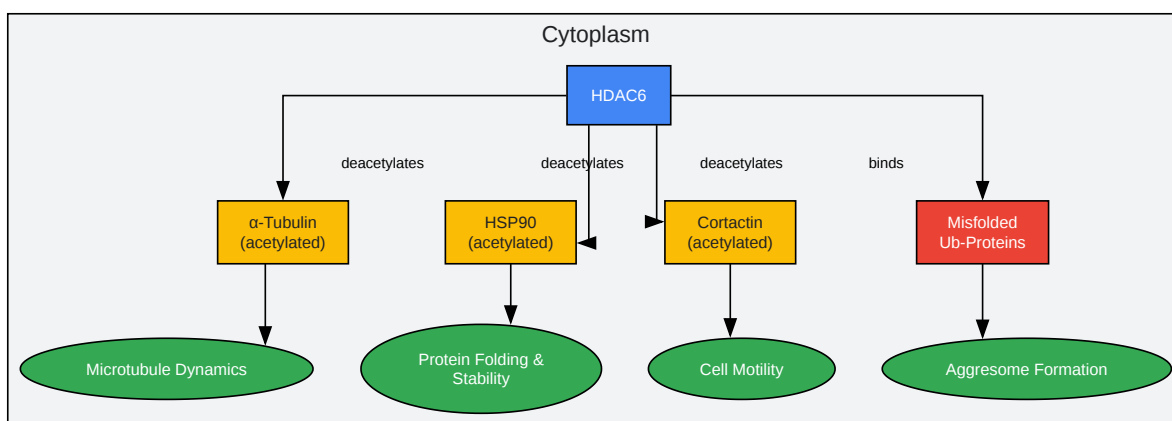 Cytoplasm
HDAC6
deacetylates
deacetylates
deacetylates
binds
α-Tubulin
(acetylated)
HSP90
(acetylated)
Cortactin
(acetylated)
Misfolded
Ub-Proteins
Microtubule Dynamics
Protein Folding &
Stability
Cell Motility
Aggresome Formation